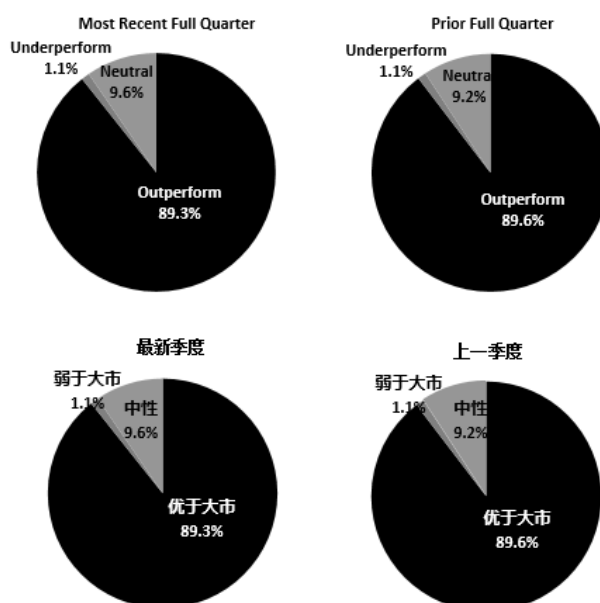 Most Recent Full Quarter
Underperform
1.1%
Neutral
9.6%
Outperform
89.3%
Prior Full Quarter
Underperform
1.1%
Neutra
9.2%
Outperform
89.6%
最新季度
弱于大市
1.1%
中性
9.6%
优于大市
89.3%
上一季度
弱于大市
1.1%
中性
9.2%
优于大市
89.6%